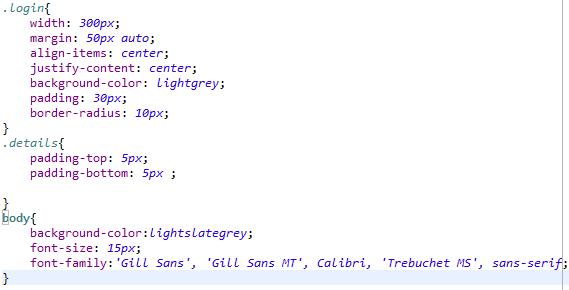 .login{
    width: 300px;
    margin: 50px auto;
    align-items: center;
    justify-content: center;
    background-color: lightgrey;
    padding: 30px;
    border-radius: 10px;
}
.details{
    padding-top: 5px;
    padding-bottom: 5px ;

}
body{
    background-color:lightslategrey;
    font-size: 15px;
    font-family:'Gill Sans', 'Gill Sans MT', Calibri, 'Trebuchet MS', sans-serif;
}